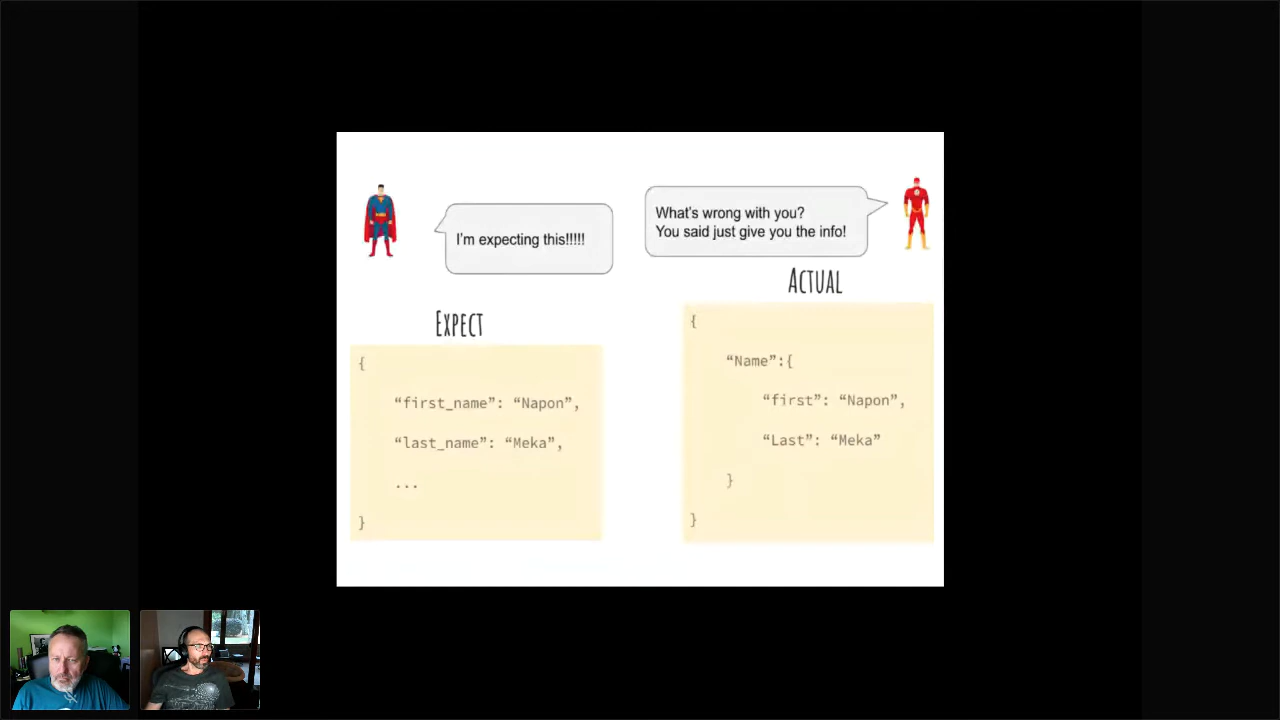 I'm expecting this!!!!!
What's wrong with you?
You said just give you the info!
EXPECT
{
“first_name”: “Napon”,
“last_name”: “Meka”,
...
}
ACTUAL
{
“Name”:{
“first”: “Napon”,
“Last”: “Meka”
}
}